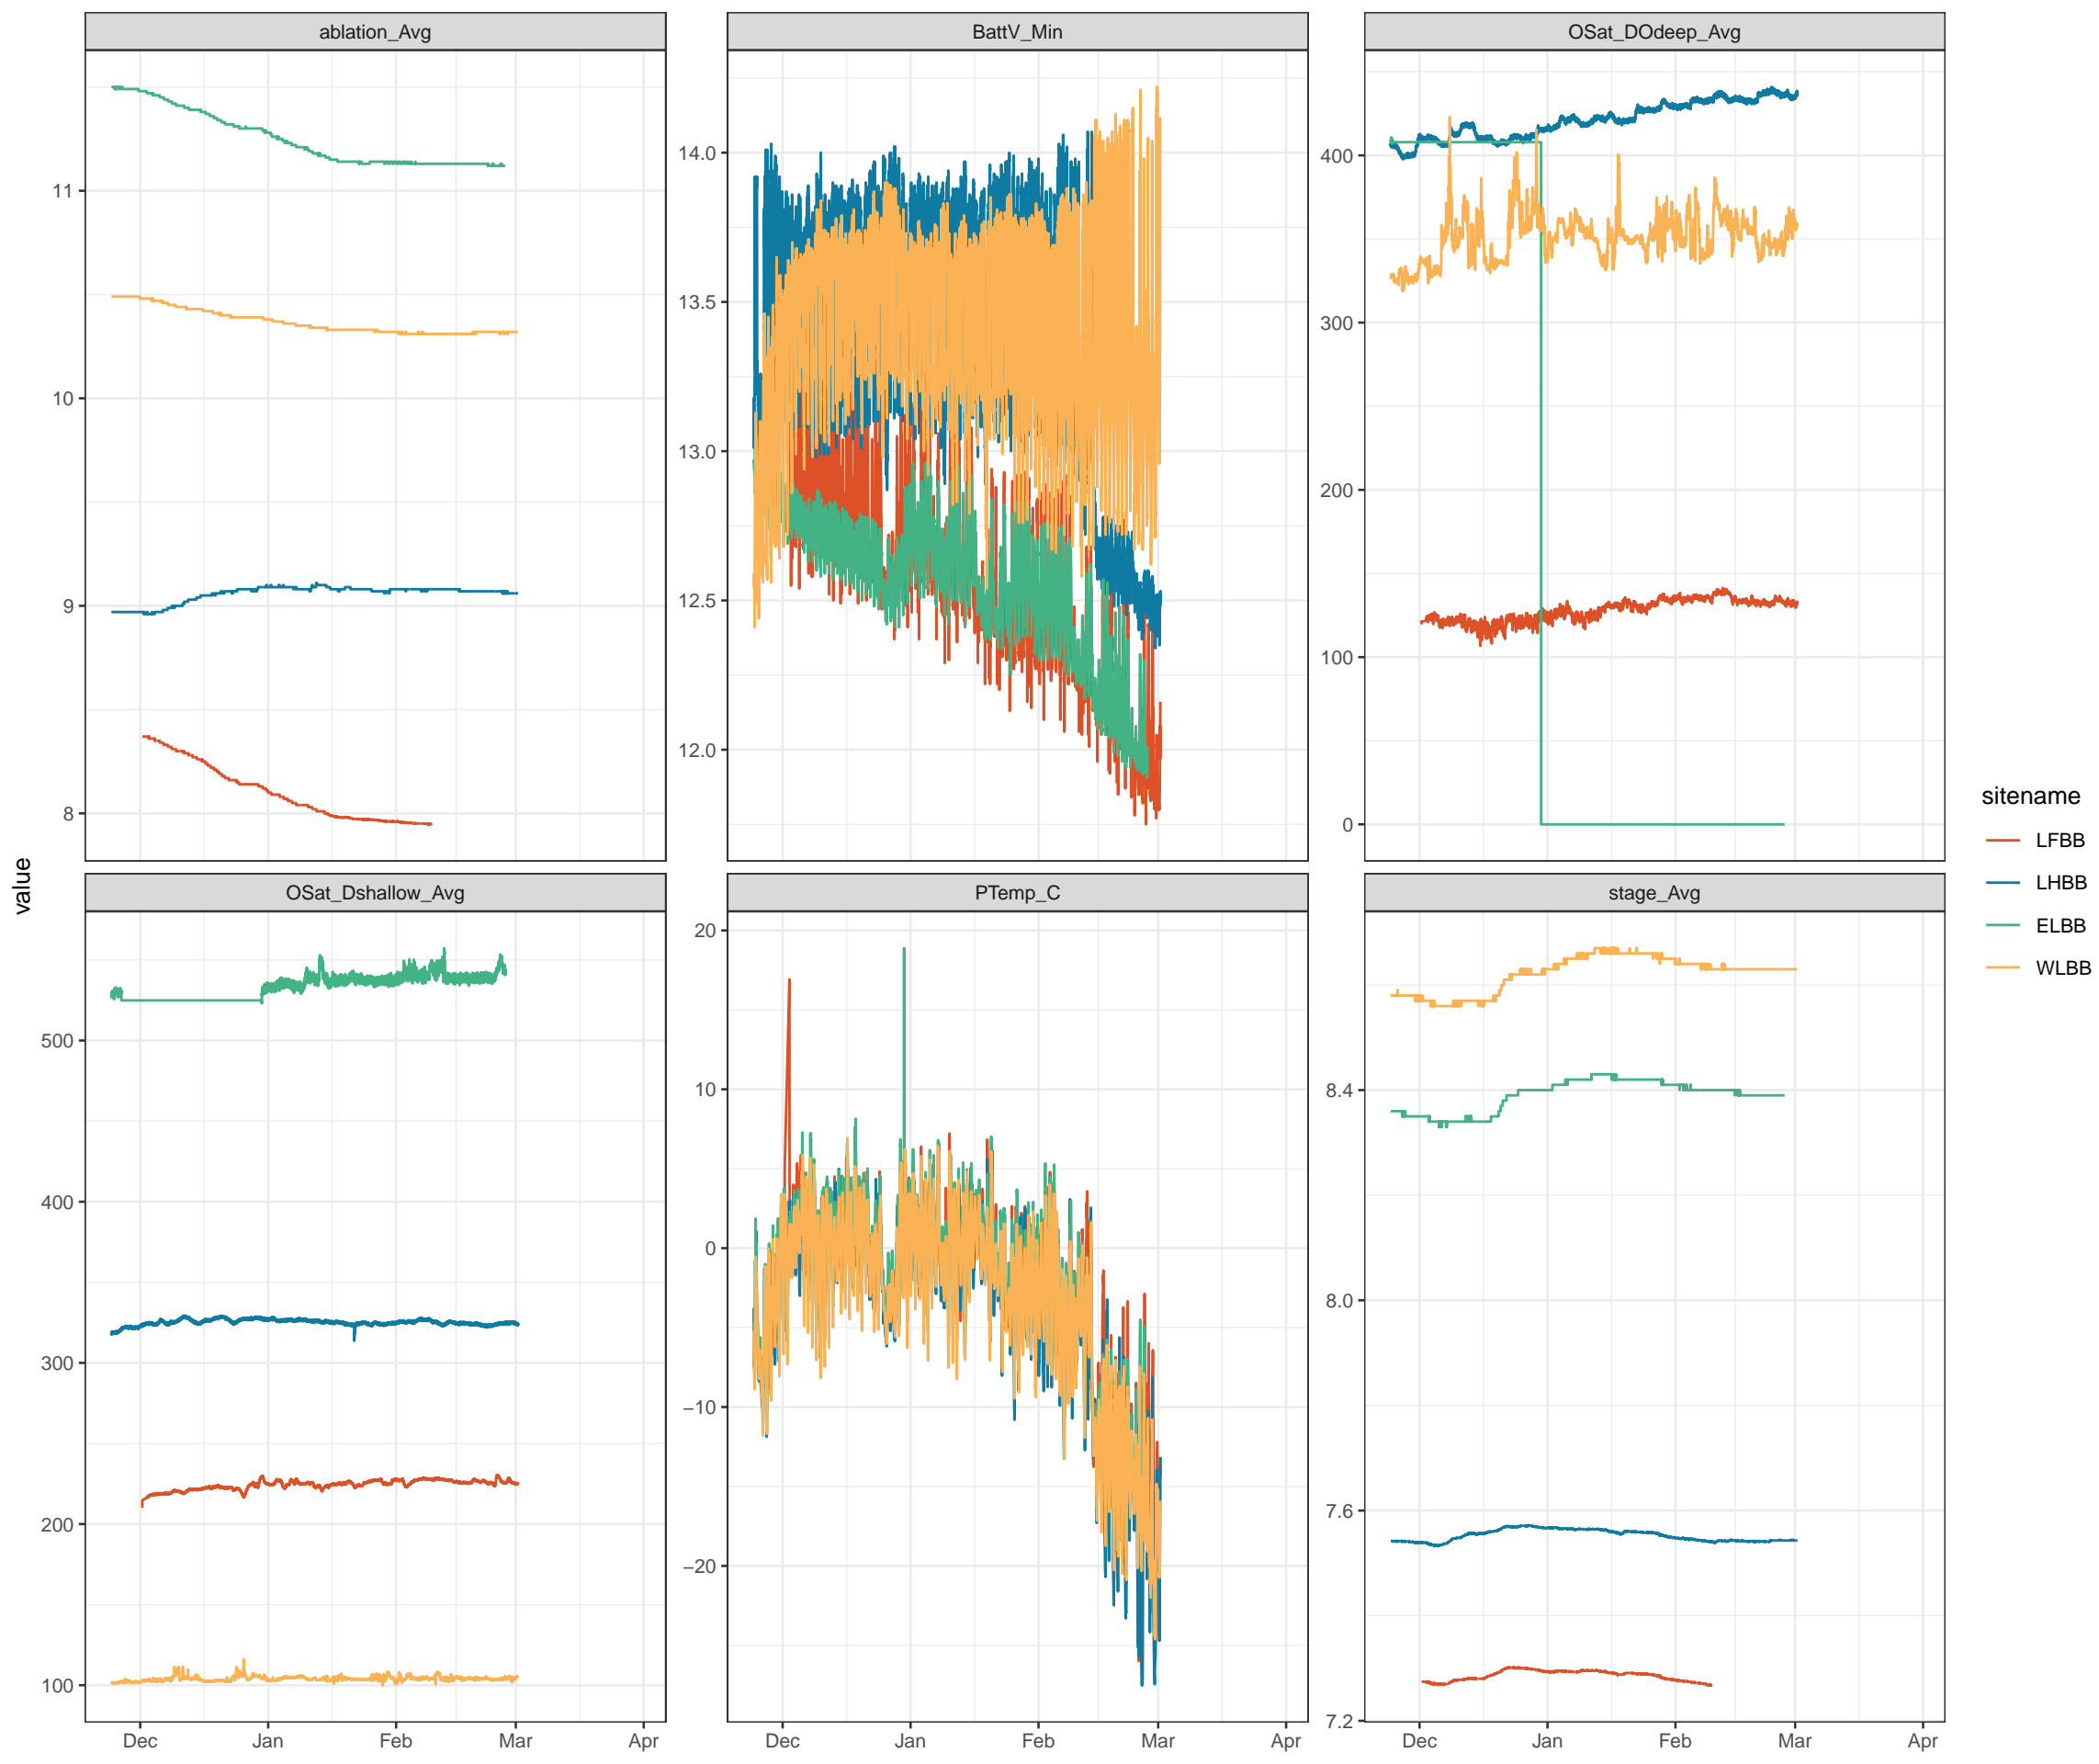 ablation_Avg
BattV_Min
OSat_DOdeep_Avg
11
10
9
8
14.0
13.5
13.0
12.5
12.0
400
300
200
100
0
value
OSat_Dshallow_Avg
PTemp_C
stage_Avg
500
400
300
200
100
20
10
0
−10
−20
8.4
8.0
7.6
7.2
Dec Jan Feb Mar Apr
Dec Jan Feb Mar Apr
Dec Jan Feb Mar Apr
sitename
LFBB
LHBB
ELBB
WLBB